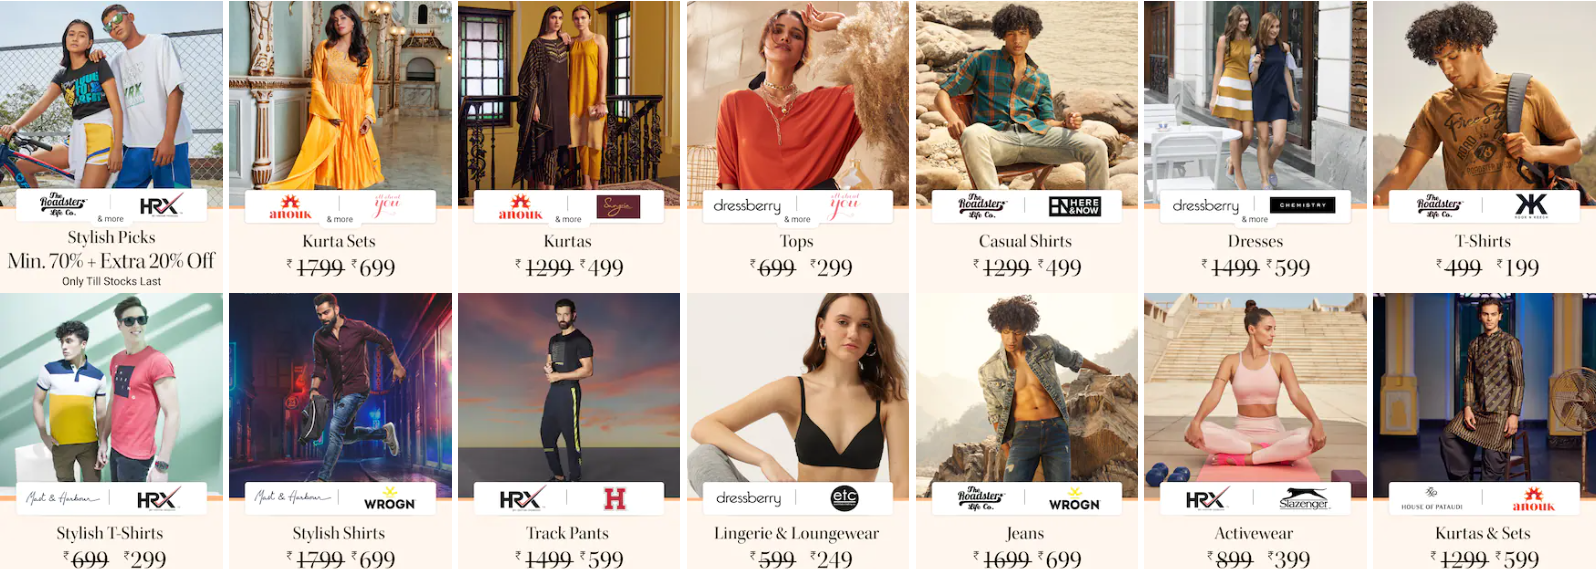 The
Roadster
Life Co.
HRX
& more
Stylish Picks
Min. 70% + Extra 20% Off
Only Till Stocks Last
anouk
all about
you
& more
Kurta Sets
₹1799 ₹699
anouk
Sangria
& more
Kurtas
₹1299 ₹499
dressberry
all about
you
& more
Tops
₹699 ₹299
The
Roadster
Life Co.
HERE
&NOW
Casual Shirts
₹1299 ₹499
dressberry
CHEMISTRY
& more
Dresses
₹1499 ₹599
The
Roadster
Life Co.
T-Shirts
₹499 ₹199
Mast & Harbour
HRX
Stylish T-Shirts
₹699 ₹299
Mast & Harbour
WROGN
Stylish Shirts
₹1799 ₹699
HRX
H
Track Pants
₹1499 ₹599
dressberry
etc
Lingerie & Loungewear
₹599 ₹249
The
Roadster
Life Co.
WROGN
Jeans
₹1699 ₹699
HRX
Slazenger
Activewear
₹899 ₹399
HOUSE OF PATAUDI
anouk
Kurtas & Sets
₹1299 ₹599